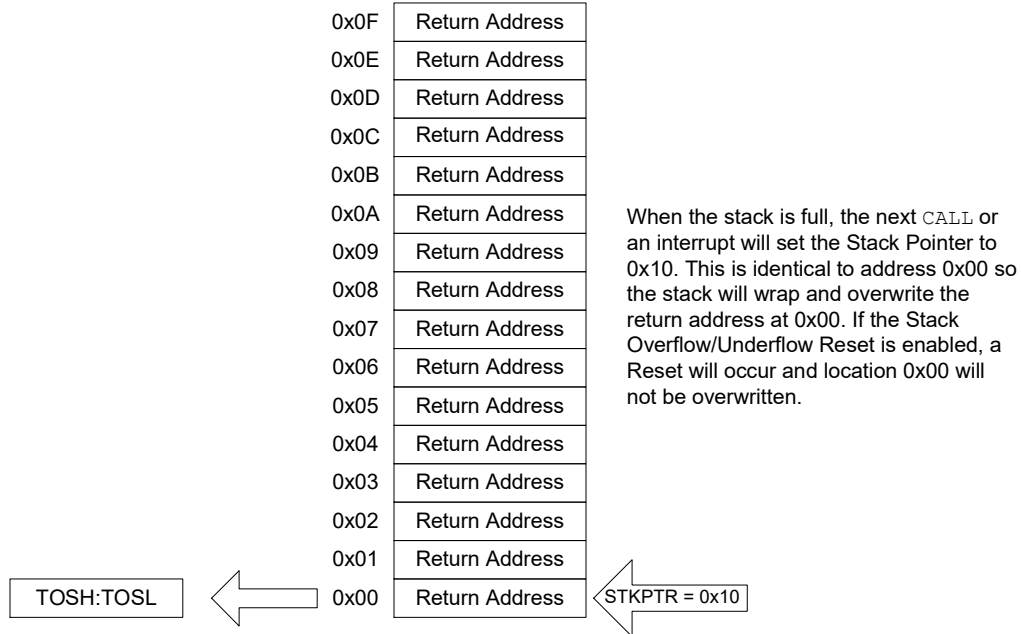 0x0F Return Address
0x0E Return Address
0x0D Return Address
0x0C Return Address
0x0B Return Address
0x0A Return Address
0x09 Return Address
0x08 Return Address
0x07 Return Address
0x06 Return Address
0x05 Return Address
0x04 Return Address
0x03 Return Address
0x02 Return Address
0x01 Return Address
TOSH:TOSL 0x00 Return Address STKPTR = 0x10
When the stack is full, the next CALL or
an interrupt will set the Stack Pointer to
0x10. This is identical to address 0x00 so
the stack will wrap and overwrite the
return address at 0x00. If the Stack
Overflow/Underflow Reset is enabled, a
Reset will occur and location 0x00 will
not be overwritten.